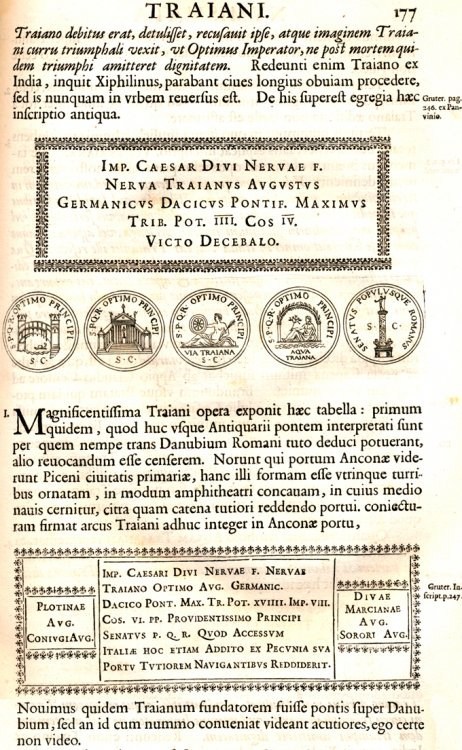 TRAIANI. 177
Traiano debitus erat, detulisset, recusauit ipse, atque imaginem Traia-
ni curru triumphali vexit, vt Optimus Imperator, ne post mortem qui-
dem triumphi amitteret dignitatem. Redeunti enim Traiano ex
India, inquit Xiphilinus, parabant ciues longius obuiam procedere,
sed is nunquam in vrbem reuersus est. De his superest egregia hæc
inscriptio antiqua.
Gruter. pag.
246. ex Pan-
vinio.
IMP. CAESAR DIVI NERVAE F.
NERVA TRAIANVS AVGVSTVS
GERMANICVS DACICVS PONTIF. MAXIMVS
TRIB. POT. IIII. COS IV.
VICTO DECEBALO.
S·P·Q·R·OPTIMO PRINCIPI
S·C·
S·P·Q·R·OPTIMO PRINCIPI
S·C·
S·P·Q·R·OPTIMO PRINCIPI
VIA TRAIANA
S·C·
S·P·Q·R·OPTIMO PRINCIPI
AQVA
TRAIANA
SENATVS POPVLVSQVE ROMANVS
S·C·
1. Magnificentissima Traiani opera exponit hæc tabella: primum
quidem, quod huc vsque Antiquarii pontem interpretati sunt
per quem nempe trans Danubium Romani tuto deduci potuerant,
alio reuocandum esse censerem. Norunt qui portum Anconæ vide-
runt Piceni ciuitatis primariæ, hanc illi formam esse vtrinque turri-
bus ornatam, in modum amphitheatri concauam, in cuius medio
nauis cernitur, citra quam catena tutiori reddendo portui. coniectu-
ram firmat arcus Traiani adhuc integer in Anconæ portu,
PLOTINAE
AVG.
CONIVGI AVG.
IMP. CAESARI DIVI NERVAE F. NERVAE
TRAIANO OPTIMO AVG. GERMANIC.
DACICO PONT. MAX. TR. POT. XVIIII. IMP. VIII.
COS. VI. PP. PROVIDENTISSIMO PRINCIPI
SENATVS P. Q. R. QVOD ACCESSVM
ITALIÆ HOC ETIAM ADDITO EX PECVNIA SVA
PORTV TVTIOREM NAVIGANTIBVS REDDIDERIT.
DIVAE
MARCIANAE
AVG.
SORORI AVG.
Gruter. In-
script. p. 247.
Nouimus quidem Traianum fundatorem fuisse pontis super Danu-
bium, sed an id cum nummo conueniat videant acutiores, ego certe
non video.